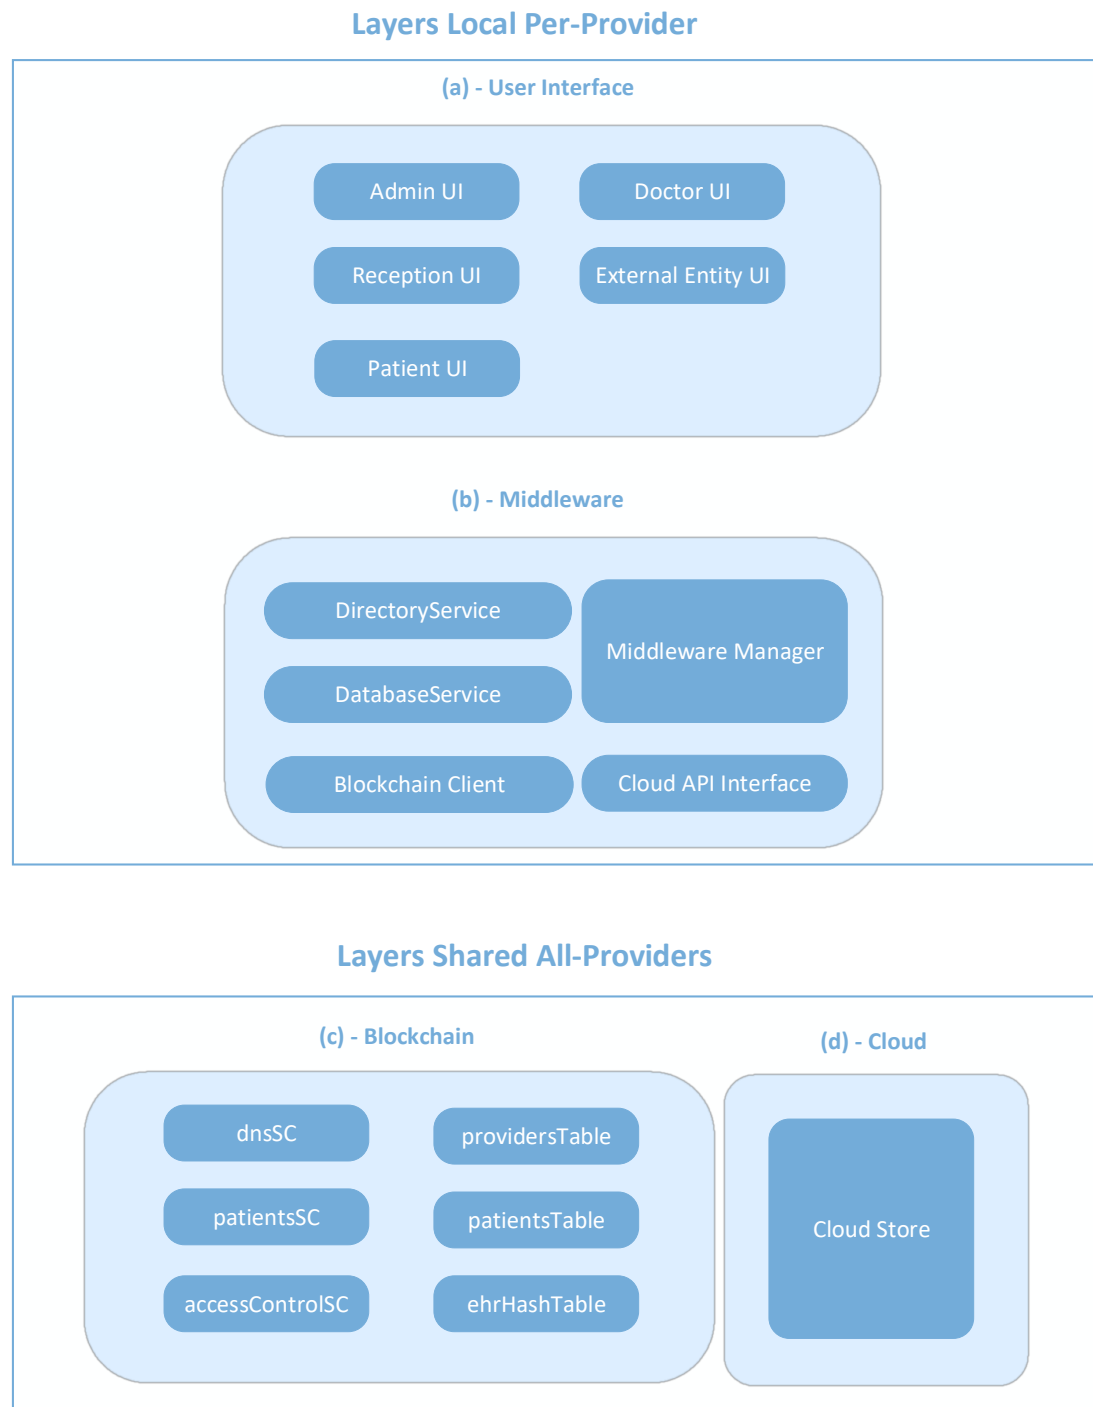 Layers Local Per-Provider
(a) - User Interface
Admin UI
Doctor UI
Reception UI
External Entity UI
Patient UI
(b) - Middleware
DirectoryService
Middleware Manager
DatabaseService
Blockchain Client
Cloud API Interface
Layers Shared All-Providers
(c) - Blockchain
(d) - Cloud
dnsSC
providersTable
patientsSC
patientsTable
accessControlSC
ehrHashTable
Cloud Store